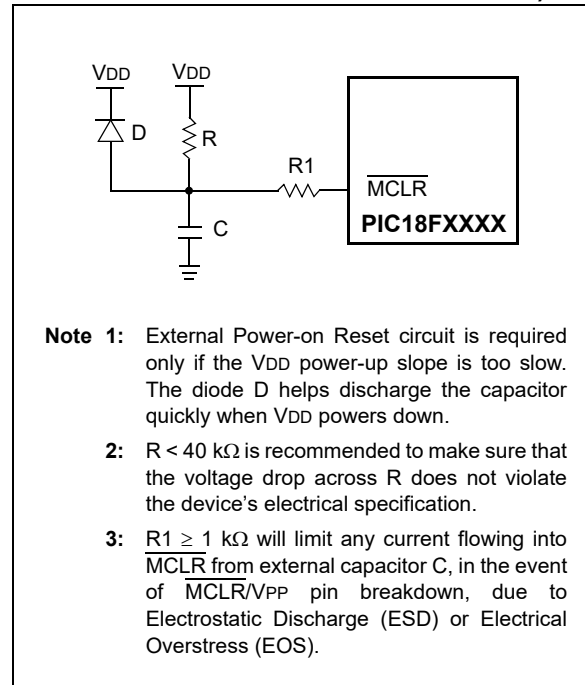 VDD VDD
D
R
R1
MCLR
C
PIC18FXXXX
Note 1: External Power-on Reset circuit is required
only if the VDD power-up slope is too slow.
The diode D helps discharge the capacitor
quickly when VDD powers down.
2: R < 40 kΩ is recommended to make sure that
the voltage drop across R does not violate
the device's electrical specification.
3: R1 ≥ 1 kΩ will limit any current flowing into
MCLR from external capacitor C, in the event
of MCLR/VPP pin breakdown, due to
Electrostatic Discharge (ESD) or Electrical
Overstress (EOS).